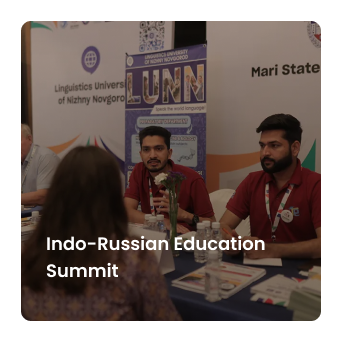 LINGUISTICS UNIVERSITY
OF NIZHNY NOVGOROD
LUNN
Linguistics Univers
of Nizhny Novgoro
Mari State
Indo-Russian Education
Summit